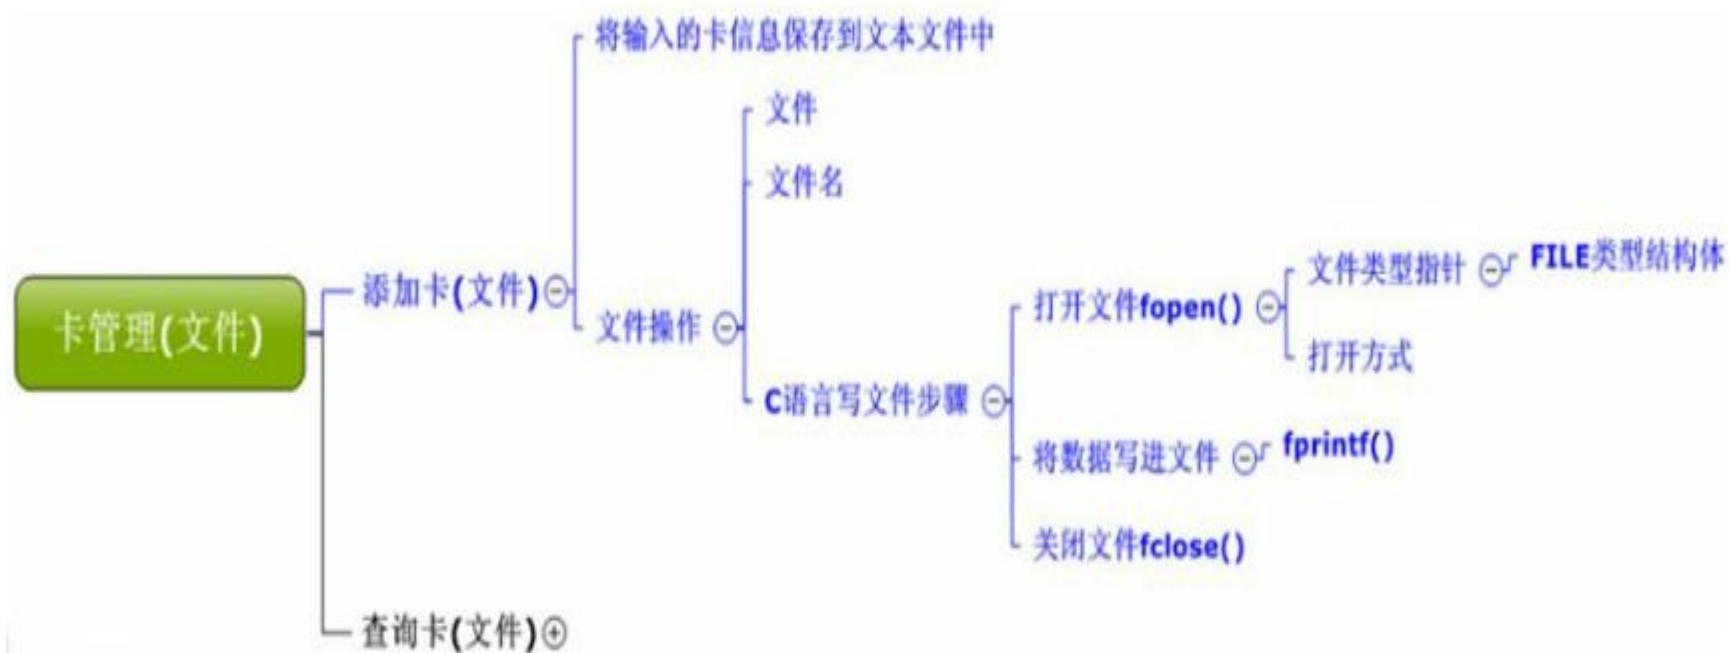 卡管理(文件)
添加卡(文件)
将输入的卡信息保存到文本文件中
文件操作
文件
文件名
C语言写文件步骤
打开文件fopen()
文件类型指针
FILE类型结构体
打开方式
将数据写进文件
fprintf()
关闭文件fclose()
查询卡(文件)